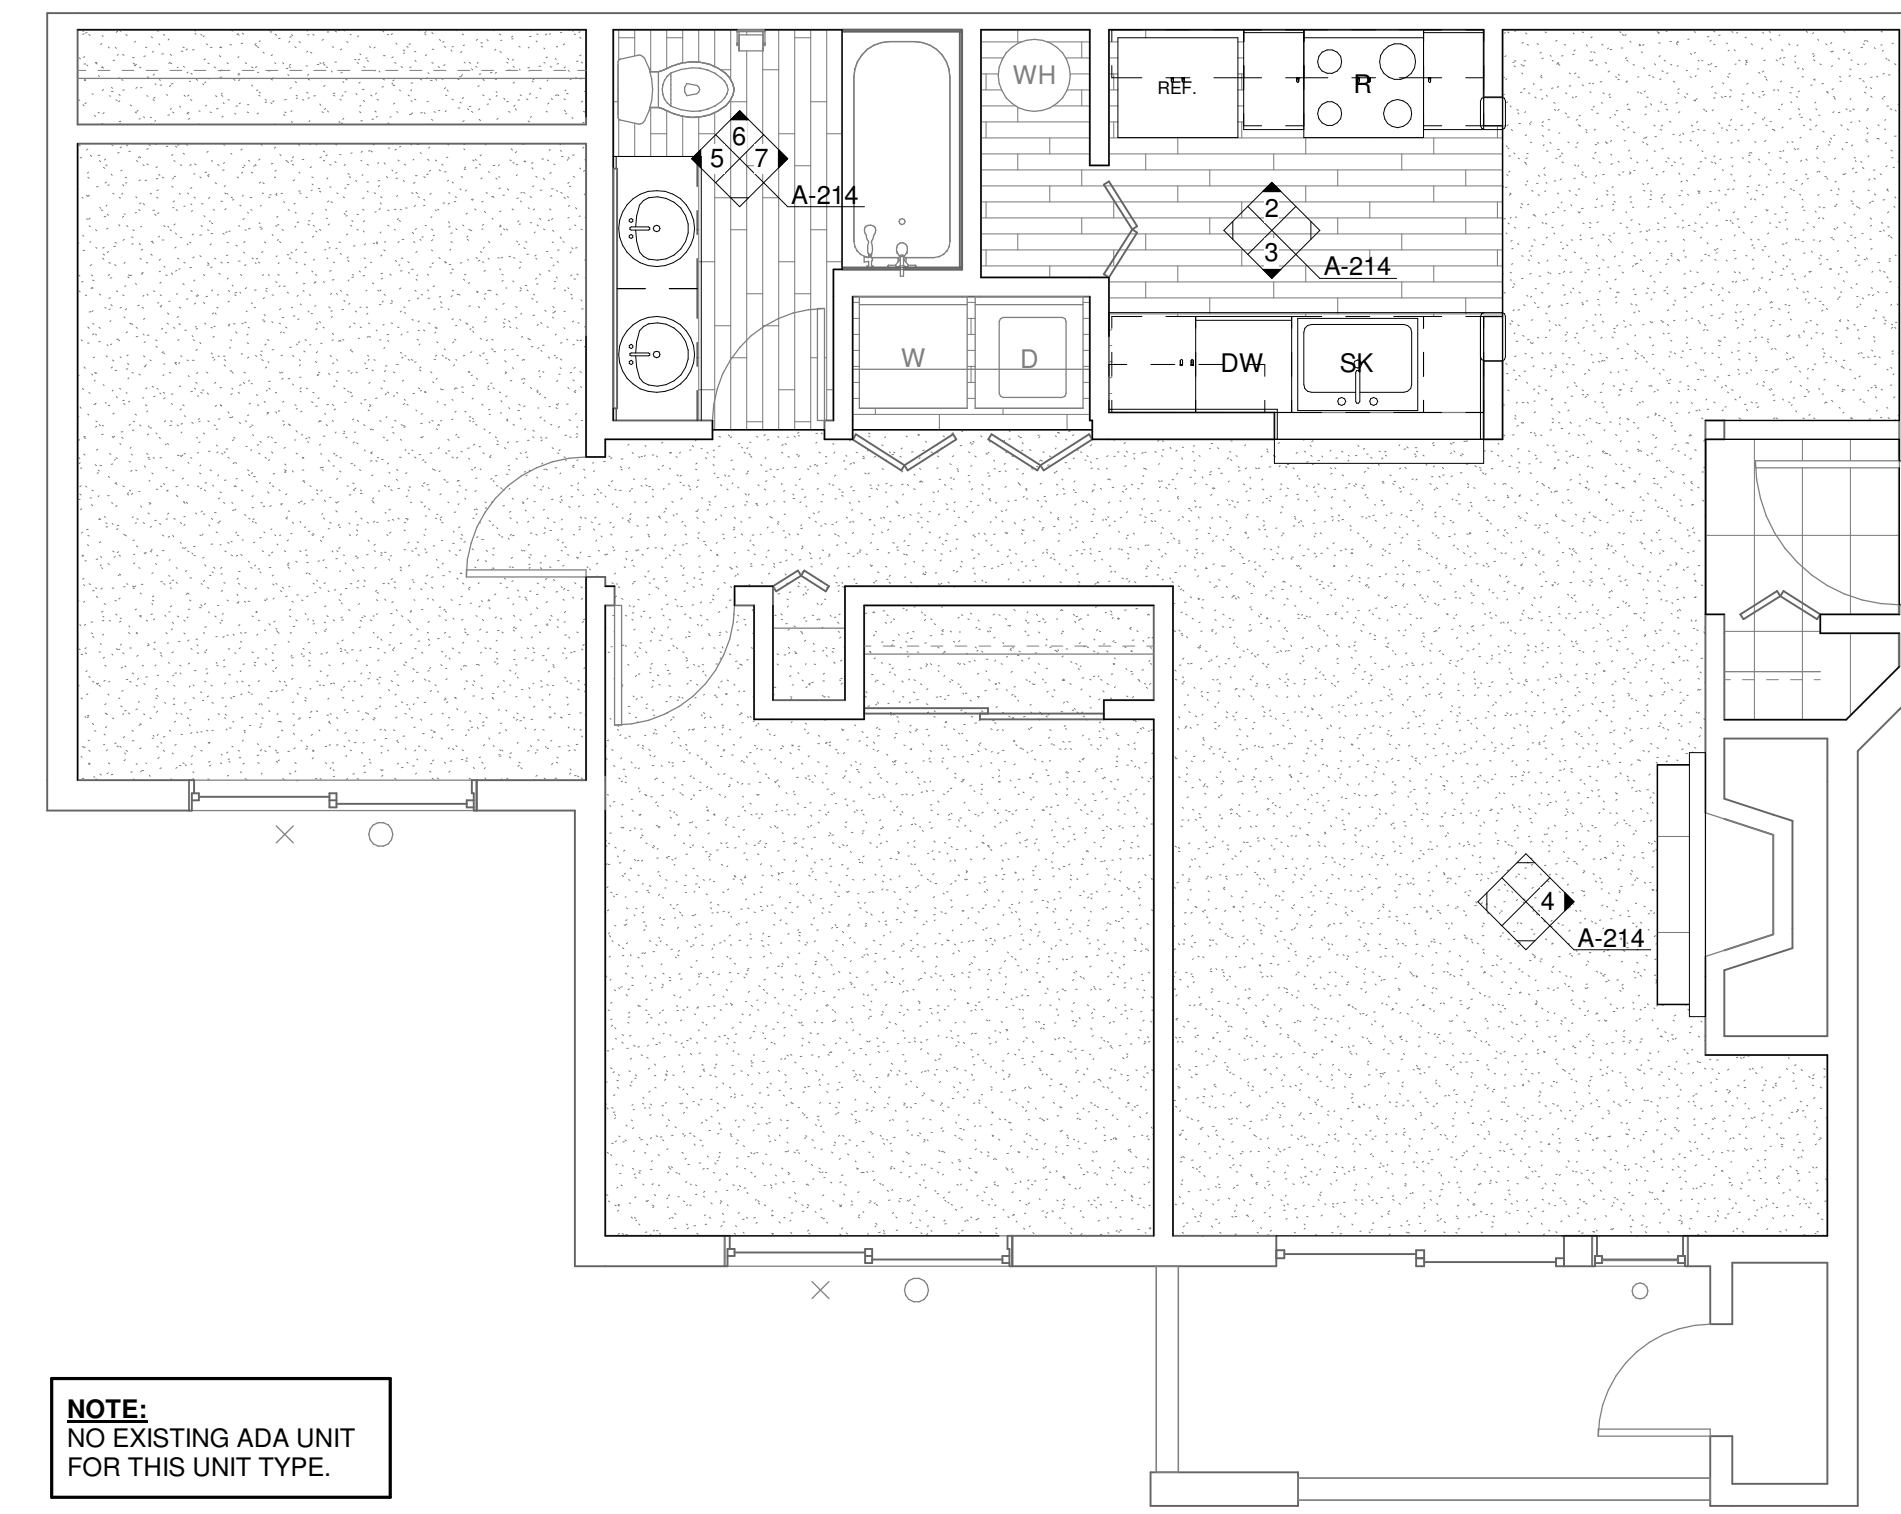 WH
REF.
R
6
5 7
A-214
2
3
A-214
W
D
DW
SK
4
A-214
NOTE:
NO EXISTING ADA UNIT
FOR THIS UNIT TYPE.